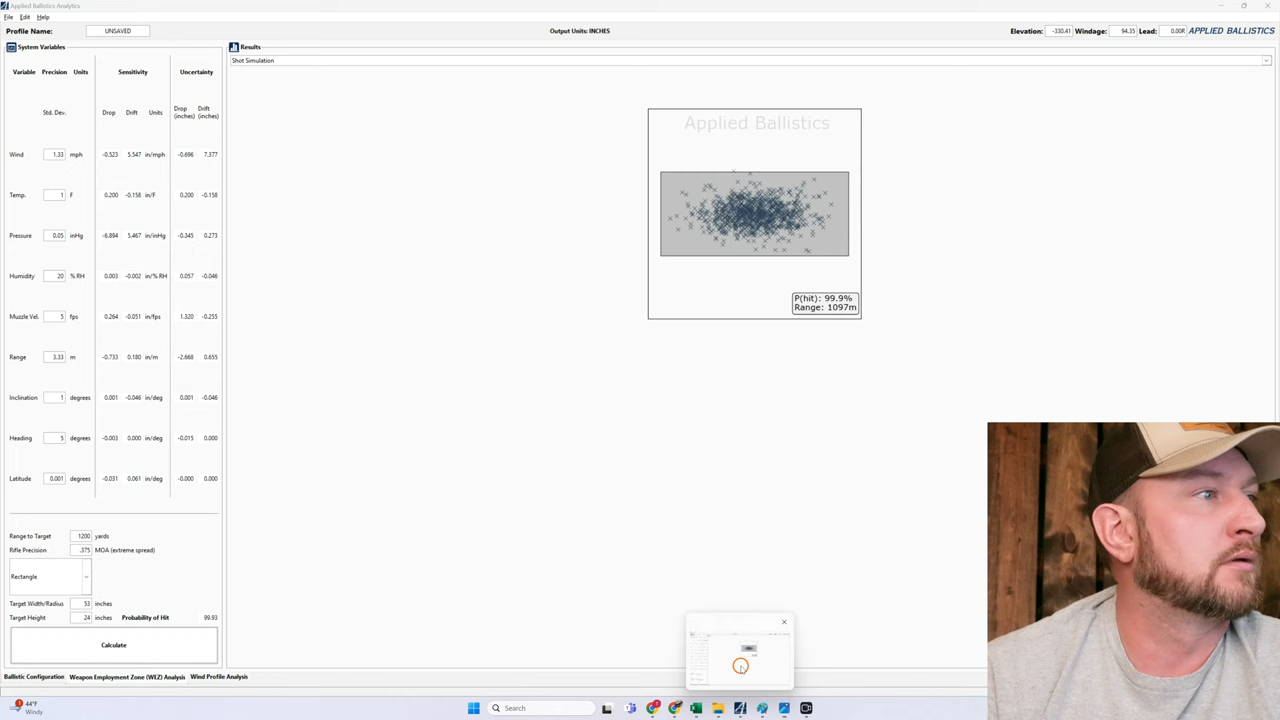 Applied Ballistics Analytics
File Edit Help
Profile Name: UNSAVED Output Units: INCHES Elevation: -330.41 Windage: 94.35 Lead: 0.00R APPLIED BALLISTICS
System Variables
Variable Precision Units Sensitivity Uncertainty
Std. Dev. Drop Drift Units Drop (inches) Drift (inches)
Wind 1.33 mph -0.523 5.547 in/mph -0.696 7.377
Temp. 1 F 0.200 -0.158 in/F 0.200 -0.158
Pressure 0.05 inHg -6.894 5.467 in/inHg -0.345 0.273
Humidity 20 % RH 0.003 -0.002 in/% RH 0.057 -0.046
Muzzle Vel. 5 fps 0.264 -0.051 in/fps 1.320 -0.255
Range 3.33 m -0.733 0.180 in/m -2.668 0.655
Inclination 1 degrees 0.001 -0.046 in/deg 0.001 -0.046
Heading 5 degrees -0.003 0.000 in/deg -0.015 0.000
Latitude 0.001 degrees -0.031 0.061 in/deg -0.000 0.000
Range to Target 1200 yards
Rifle Precision .375 MOA (extreme spread)
Rectangle
Target Width/Radius 53 inches
Target Height 24 inches Probability of Hit 99.93
Calculate
Ballistic Configuration Weapon Employment Zone (WEZ) Analysis Wind Profile Analysis
Results
Shot Simulation
Applied Ballistics
P(hit): 99.9%
Range: 1097m
44°F
Windy
Search